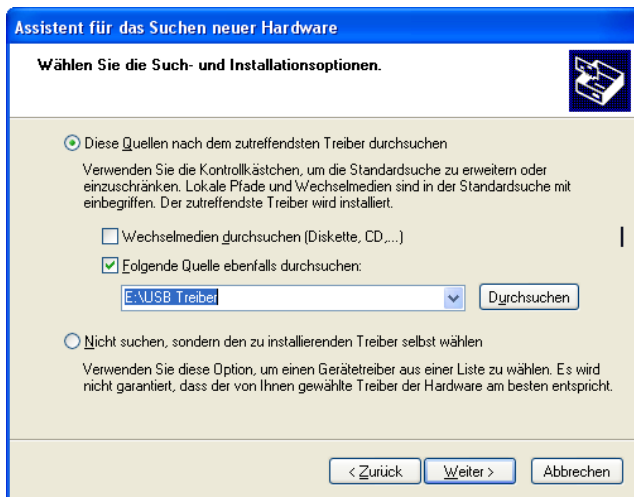 Assistent für das Suchen neuer Hardware
Wählen Sie die Such- und Installationsoptionen.
Diese Quellen nach dem zutreffendsten Treiber durchsuchen
Verwenden Sie die Kontrollkästchen, um die Standardsuche zu erweitern oder
einzuschränken. Lokale Pfade und Wechselmedien sind in der Standardsuche mit
einbegriffen. Der zutreffendste Treiber wird installiert.
Wechselmedien durchsuchen (Diskette, CD,...)
Folgende Quelle ebenfalls durchsuchen:
E:\USB Treiber
Durchsuchen
Nicht suchen, sondern den zu installierenden Treiber selbst wählen
Verwenden Sie diese Option, um einen Gerätetreiber aus einer Liste zu wählen. Es wird
nicht garantiert, dass der von Ihnen gewählte Treiber der Hardware am besten entspricht.
< Zurück Weiter > Abbrechen